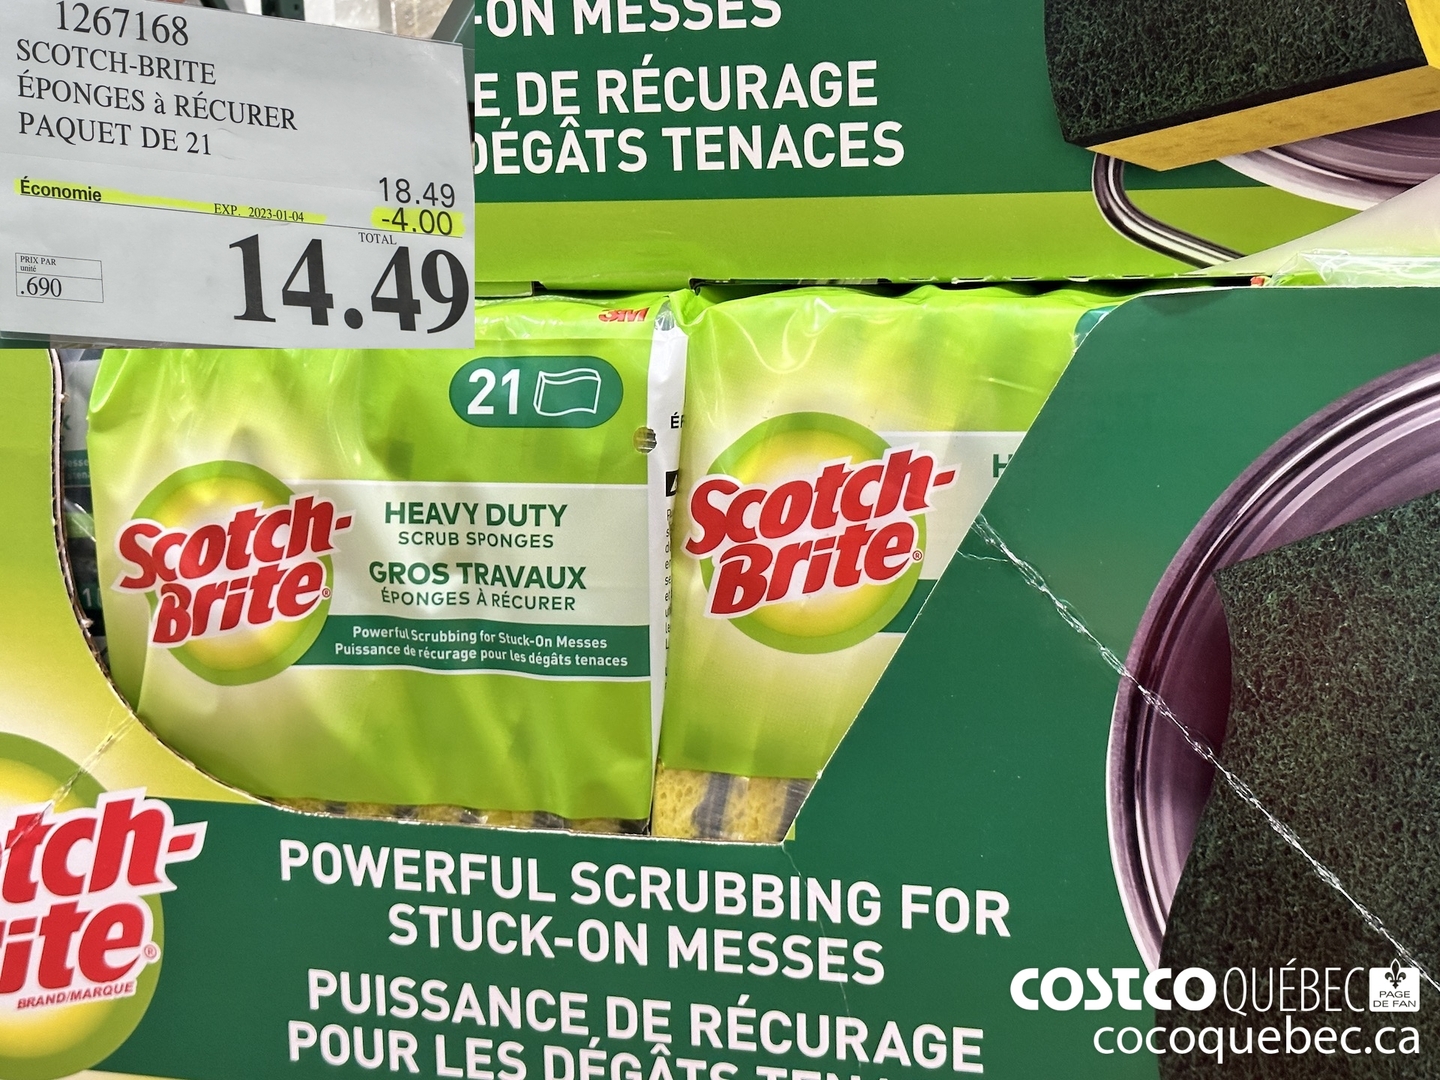 1267168
SCOTCH-BRITE
ÉPONGES à RÉCURER
PAQUET DE 21
18.49
Économie
EXP. 2023-01-04
-4.00
TOTAL
PRIX PAR
unité
.690
14.49
-ON MESSES
E DE RÉCURAGE
DÉGÂTS TENACES
3M
21
Scotch-
Brite®
HEAVY DUTY
SCRUB SPONGES
GROS TRAVAUX
ÉPONGES À RÉCURER
Powerful Scrubbing for Stuck-On Messes
Puissance de récurage pour les dégâts tenaces
Scotch-
Brite®
H
tch-
ite®
BRAND/MARQUE
POWERFUL SCRUBBING FOR
STUCK-ON MESSES
PUISSANCE DE RÉCURAGE
POUR LES DÉGÂTS TENA
COSTCO QUÉBEC
PAGE
DE FAN
cocoquebec.ca